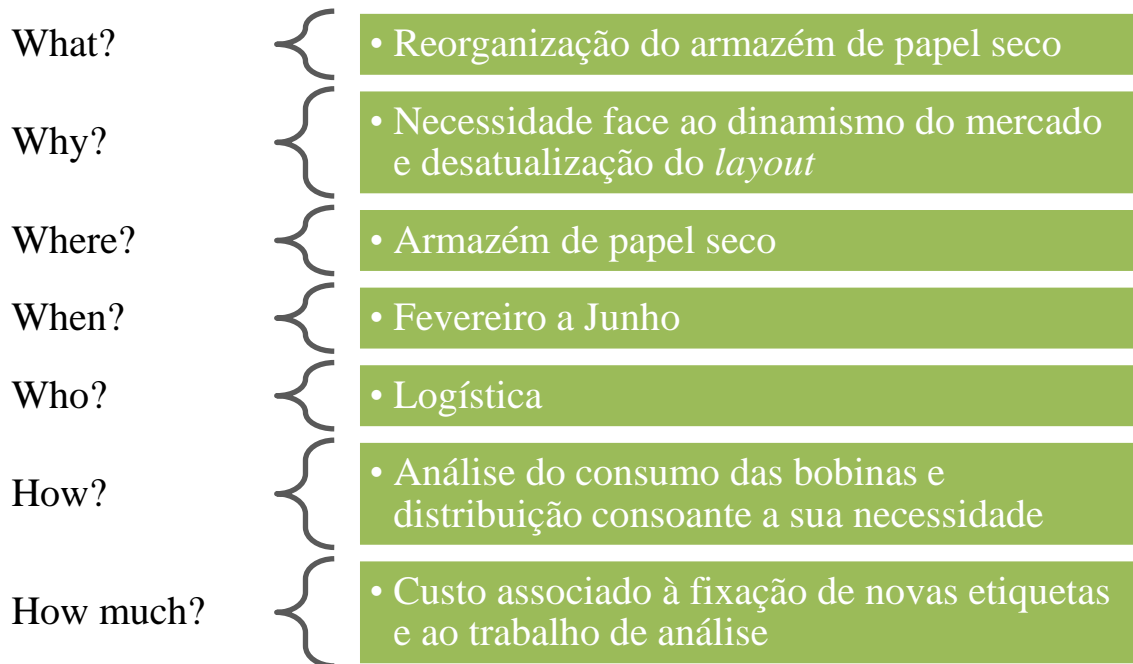 What?
• Reorganização do armazém de papel seco
Why?
• Necessidade face ao dinamismo do mercado
e desatualização do layout
Where?
• Armazém de papel seco
When?
• Fevereiro a Junho
Who?
• Logística
How?
• Análise do consumo das bobinas e
distribuição consoante a sua necessidade
How much?
• Custo associado à fixação de novas etiquetas
e ao trabalho de análise